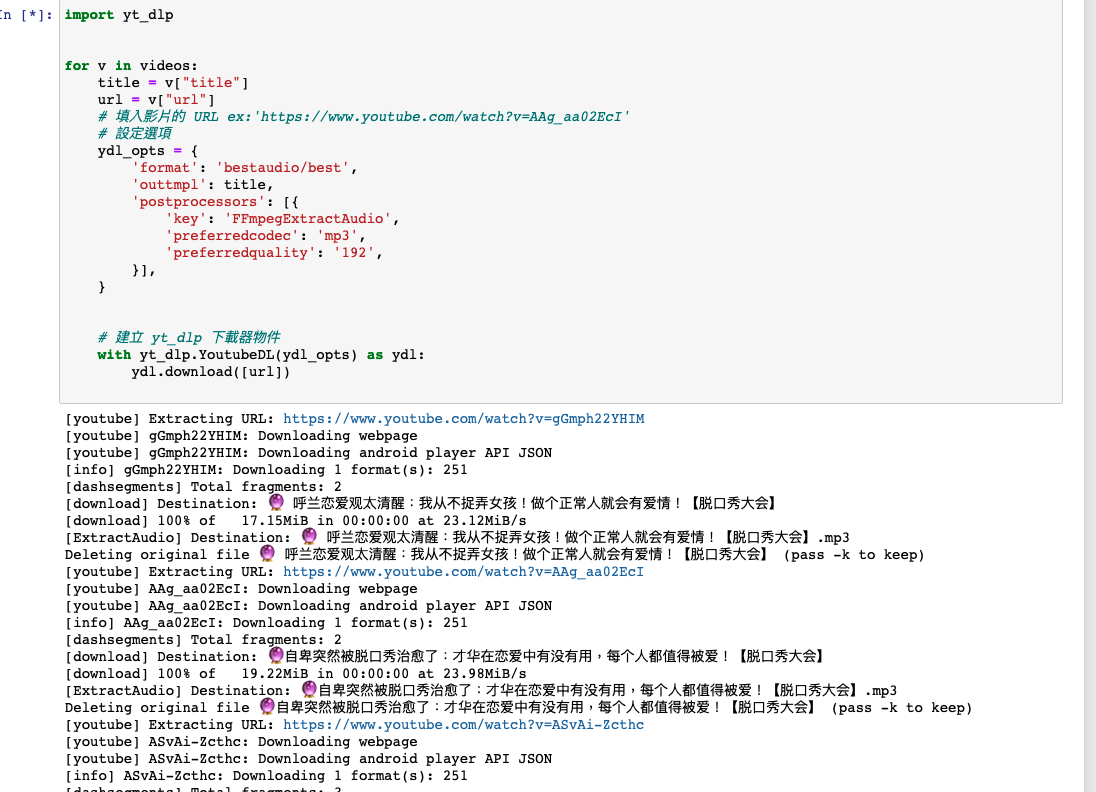 In [*]:
import yt_dlp
for v in videos:
title = v["title"]
url = v["url"]
# 填入影片的 URL ex:'https://www.youtube.com/watch?v=AAg_aa02EcI'
# 設定選項
ydl_opts = {
'format': 'bestaudio/best',
'outtmpl': title,
'postprocessors': [{
'key': 'FFmpegExtractAudio',
'preferredcodec': 'mp3',
'preferredquality': '192',
}],
}
# 建立 yt_dlp 下載器物件
with yt_dlp.YoutubeDL(ydl_opts) as ydl:
ydl.download([url])
[youtube] Extracting URL: https://www.youtube.com/watch?v=gGmph22YHIM
[youtube] gGmph22YHIM: Downloading webpage
[youtube] gGmph22YHIM: Downloading android player API JSON
[info] gGmph22YHIM: Downloading 1 format(s): 251
[dashsegments] Total fragments: 2
[download] Destination: 🔮 呼兰恋爱观太清醒：我从不捉弄女孩！做个正常人就会有爱情！【脱口秀大会】
[download] 100% of   17.15MiB in 00:00:00 at 23.12MiB/s
[ExtractAudio] Destination: 🔮 呼兰恋爱观太清醒：我从不捉弄女孩！做个正常人就会有爱情！【脱口秀大会】.mp3
Deleting original file 🔮 呼兰恋爱观太清醒：我从不捉弄女孩！做个正常人就会有爱情！【脱口秀大会】 (pass -k to keep)
[youtube] Extracting URL: https://www.youtube.com/watch?v=AAg_aa02EcI
[youtube] AAg_aa02EcI: Downloading webpage
[youtube] AAg_aa02EcI: Downloading android player API JSON
[info] AAg_aa02EcI: Downloading 1 format(s): 251
[dashsegments] Total fragments: 2
[download] Destination: 🔮自卑突然被脱口秀治愈了：才华在恋爱中有没有用，每个人都值得被爱！【脱口秀大会】
[download] 100% of   19.22MiB in 00:00:00 at 23.98MiB/s
[ExtractAudio] Destination: 🔮自卑突然被脱口秀治愈了：才华在恋爱中有没有用，每个人都值得被爱！【脱口秀大会】.mp3
Deleting original file 🔮自卑突然被脱口秀治愈了：才华在恋爱中有没有用，每个人都值得被爱！【脱口秀大会】 (pass -k to keep)
[youtube] Extracting URL: https://www.youtube.com/watch?v=ASvAi-Zcthc
[youtube] ASvAi-Zcthc: Downloading webpage
[youtube] ASvAi-Zcthc: Downloading android player API JSON
[info] ASvAi-Zcthc: Downloading 1 format(s): 251
[dashsegments] Total fragments: